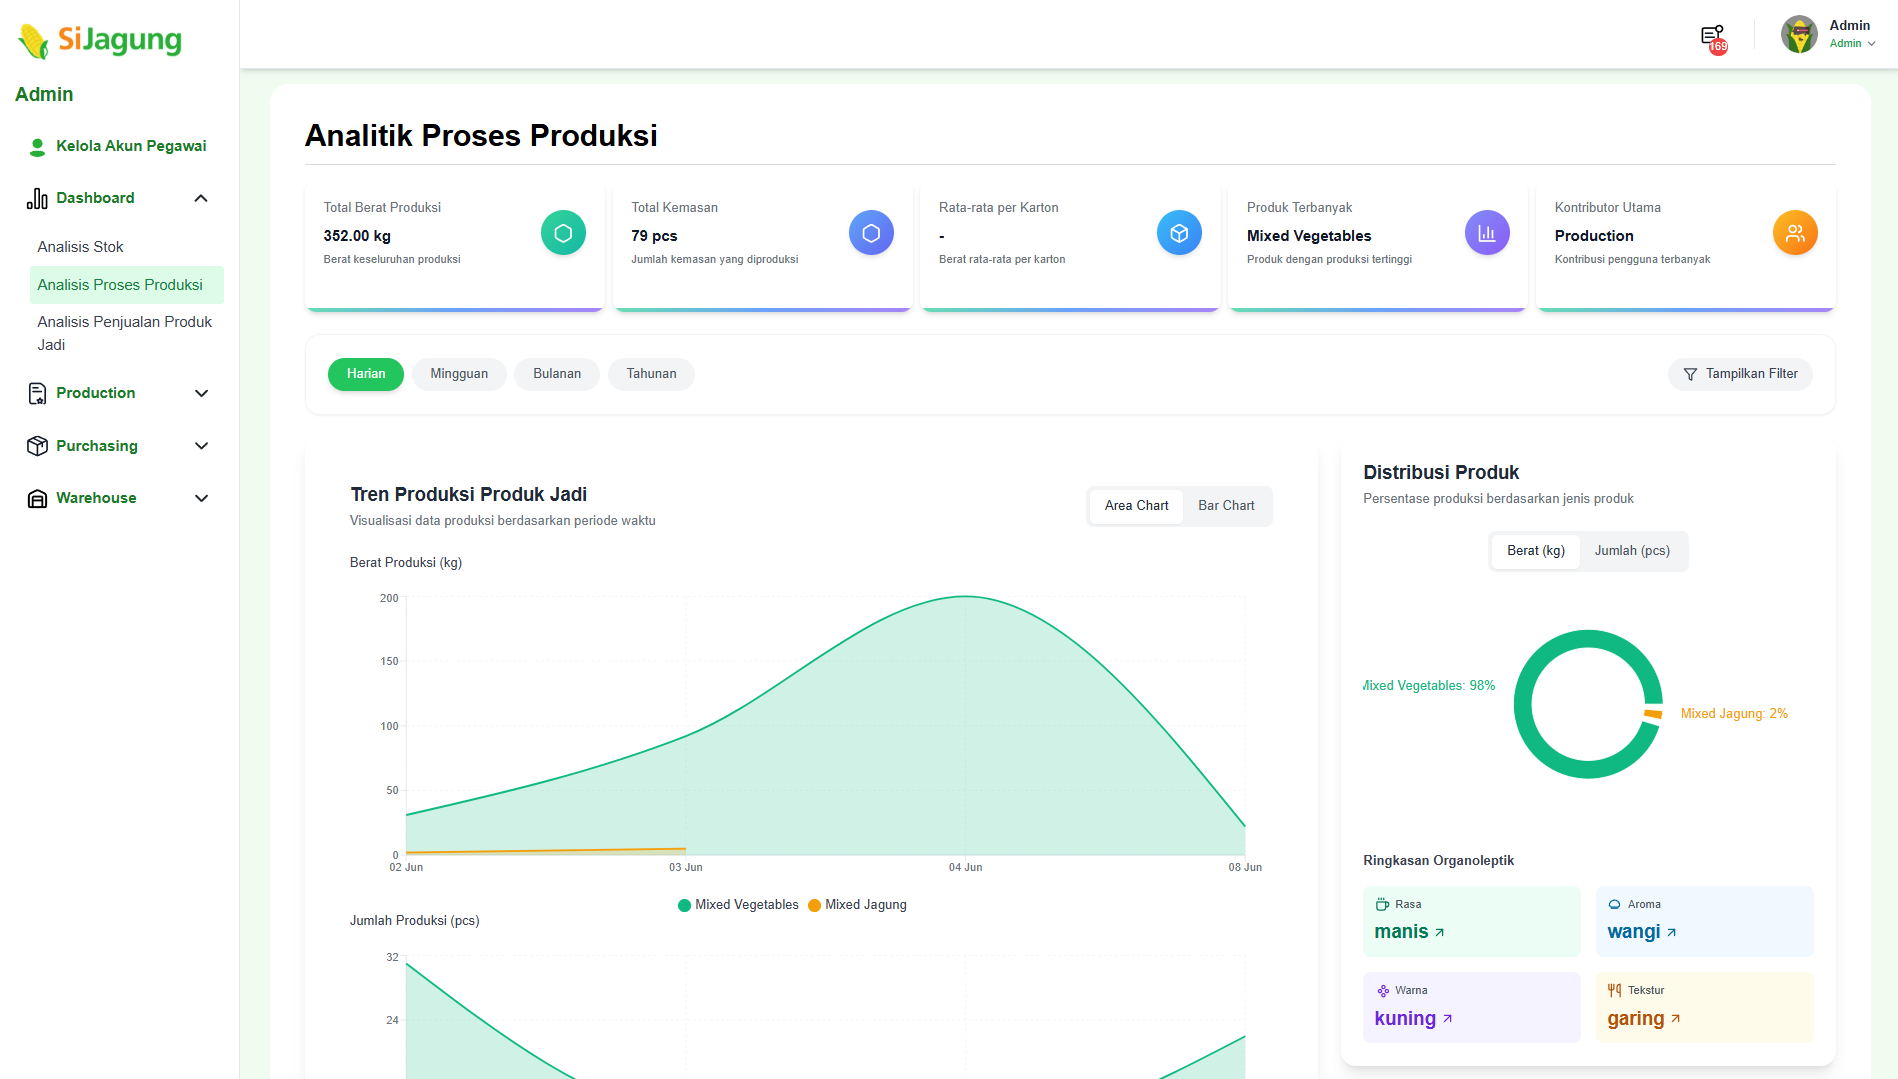 SiJagung
169
Admin
Admin
Admin
Kelola Akun Pegawai
Dashboard
Analisis Stok
Analisis Proses Produksi
Analisis Penjualan Produk
Jadi
Production
Purchasing
Warehouse
Analitik Proses Produksi
Total Berat Produksi
352.00 kg
Berat keseluruhan produksi
Total Kemasan
79 pcs
Jumlah kemasan yang diproduksi
Rata-rata per Karton
-
Berat rata-rata per karton
Produk Terbanyak
Mixed Vegetables
Produk dengan produksi tertinggi
Kontributor Utama
Production
Kontribusi pengguna terbanyak
Harian
Mingguan
Bulanan
Tahunan
Tampilkan Filter
Tren Produksi Produk Jadi
Visualisasi data produksi berdasarkan periode waktu
Area Chart
Bar Chart
Berat Produksi (kg)
200
150
100
50
0
02 Jun
03 Jun
04 Jun
08 Jun
Mixed Vegetables
Mixed Jagung
Jumlah Produksi (pcs)
32
24
Distribusi Produk
Persentase produksi berdasarkan jenis produk
Berat (kg)
Jumlah (pcs)
Mixed Vegetables: 98%
Mixed Jagung: 2%
Ringkasan Organoleptik
Rasa
manis
Aroma
wangi
Warna
kuning
Tekstur
garing